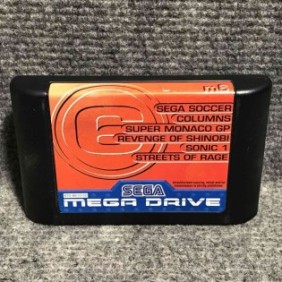 6
SEGA SOCCER
COLUMNS
SUPER MONACO GP
REVENGE OF SHINOBI
SONIC 1
STREETS OF RAGE
SEGA
MEGA DRIVE